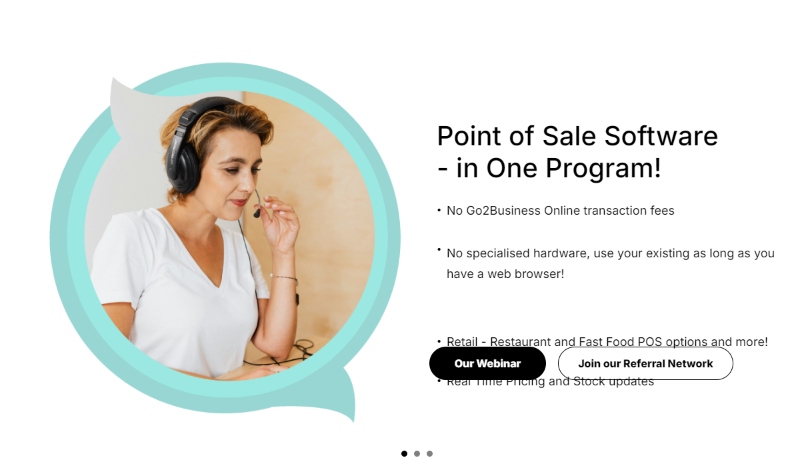 Point of Sale Software
- in One Program!
• No Go2Business Online transaction fees
• No specialised hardware, use your existing as long as you
have a web browser!
• Retail - Restaurant and Fast Food POS options and more!
Our Webinar
Join our Referral Network
• Real Time Pricing and Stock updates